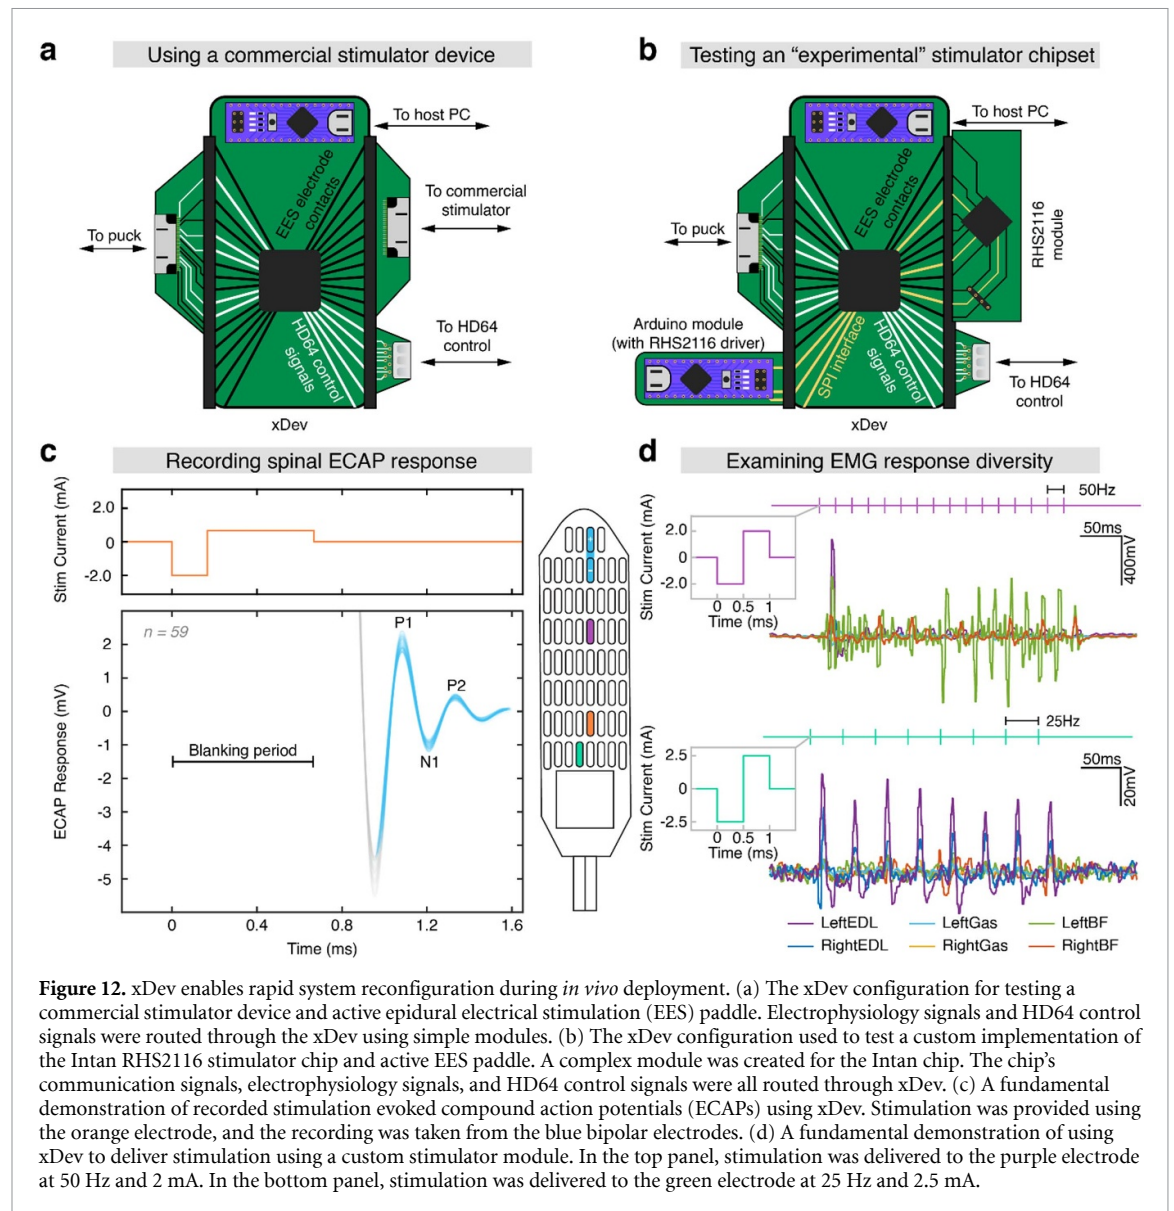 a
Using a commercial stimulator device
To host PC
EES electrode
contacts
To commercial
stimulator
To puck
To HD64
control
HD64 control
signals
xDev
b
Testing an “experimental” stimulator chipset
To host PC
EES electrode
contacts
RHS2116
module
To puck
Arduino module
(with RHS2116 driver)
SPI interface
HD64 control
signals
To HD64
control
xDev
c
Recording spinal ECAP response
Stim Current (mA)
2.0
0
-2.0
n = 59
P1
P2
N1
Blanking period
ECAP Response (mV)
2
1
0
-1
-2
-3
-4
-5
0
0.4
0.8
1.2
1.6
Time (ms)
+
-
d
Examining EMG response diversity
50Hz
Stim Current (mA)
2.0
0
-2.0
0 0.5 1
Time (ms)
50ms
400mV
25Hz
Stim Current (mA)
2.5
0
-2.5
0 0.5 1
Time (ms)
50ms
20mV
LeftEDL LeftGas LeftBF
RightEDL RightGas RightBF
Figure 12. xDev enables rapid system reconfiguration during in vivo deployment. (a) The xDev configuration for testing a
commercial stimulator device and active epidural electrical stimulation (EES) paddle. Electrophysiology signals and HD64 control
signals were routed through the xDev using simple modules. (b) The xDev configuration used to test a custom implementation of
the Intan RHS2116 stimulator chip and active EES paddle. A complex module was created for the Intan chip. The chip’s
communication signals, electrophysiology signals, and HD64 control signals were all routed through xDev. (c) A fundamental
demonstration of recorded stimulation evoked compound action potentials (ECAPs) using xDev. Stimulation was provided using
the orange electrode, and the recording was taken from the blue bipolar electrodes. (d) A fundamental demonstration of using
xDev to deliver stimulation using a custom stimulator module. In the top panel, stimulation was delivered to the purple electrode
at 50 Hz and 2 mA. In the bottom panel, stimulation was delivered to the green electrode at 25 Hz and 2.5 mA.